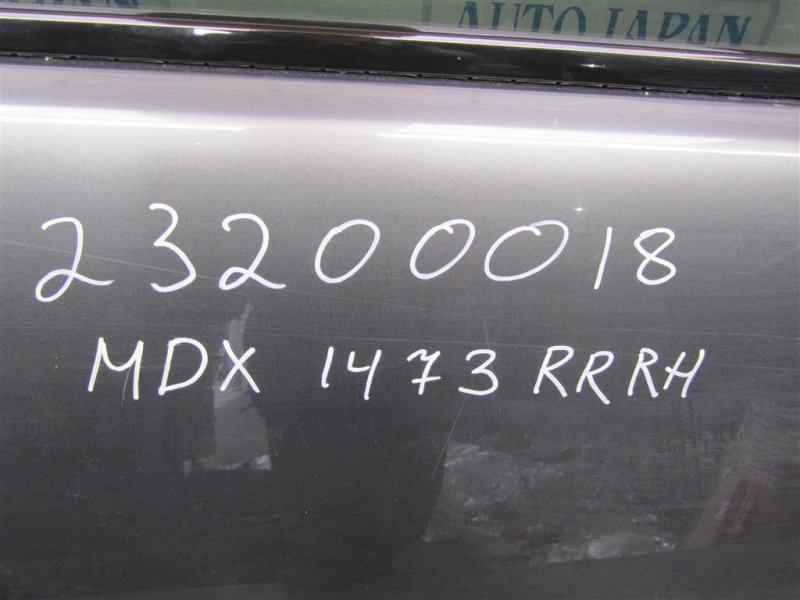 AUTO JAPAN
23200018
MDX 1473 RRRH